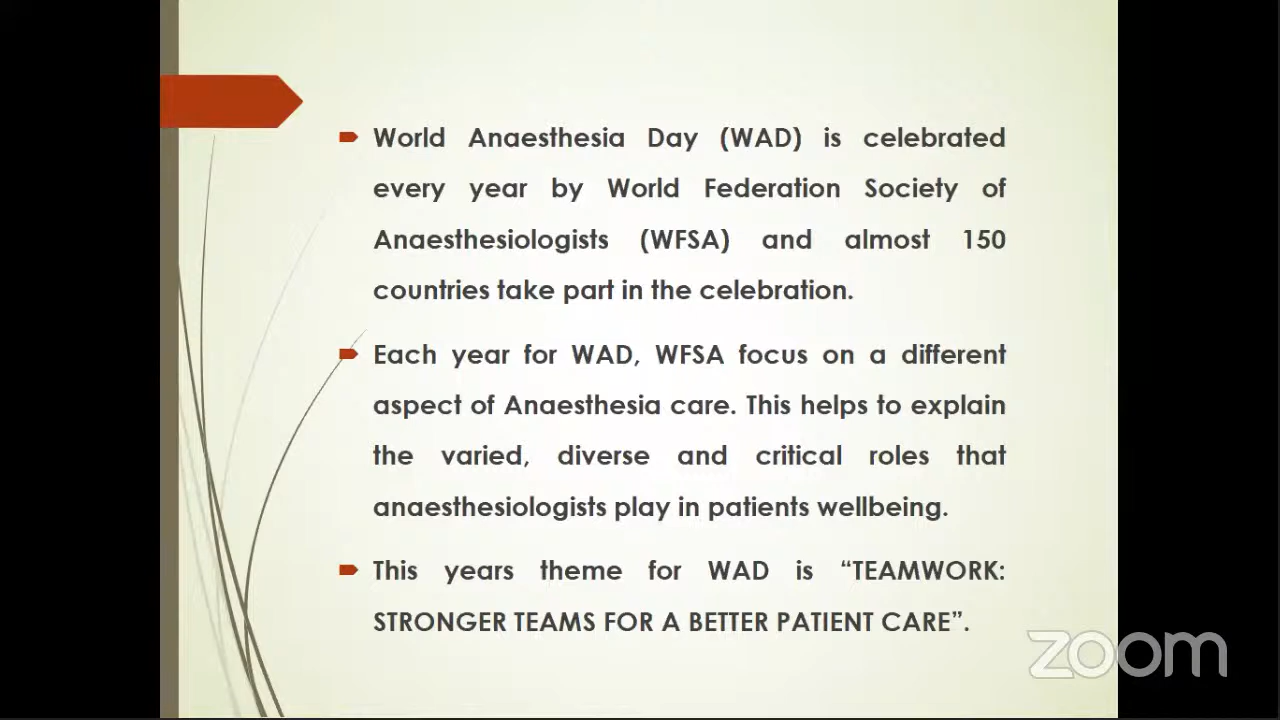 World Anaesthesia Day (WAD) is celebrated
every year by World Federation Society of
Anaesthesiologists (WFSA) and almost 150
countries take part in the celebration.
Each year for WAD, WFSA focus on a different
aspect of Anaesthesia care. This helps to explain
the varied, diverse and critical roles that
anaesthesiologists play in patients wellbeing.
This years theme for WAD is “TEAMWORK:
STRONGER TEAMS FOR A BETTER PATIENT CARE”.
zoom